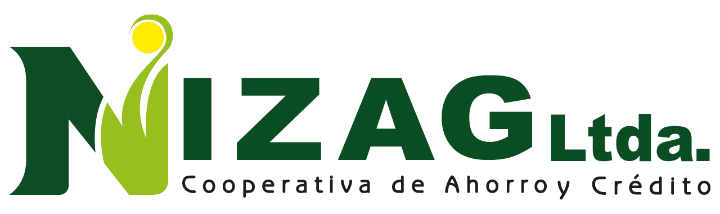 NIZAG Ltda.
Cooperativa de Ahorro y Crédito